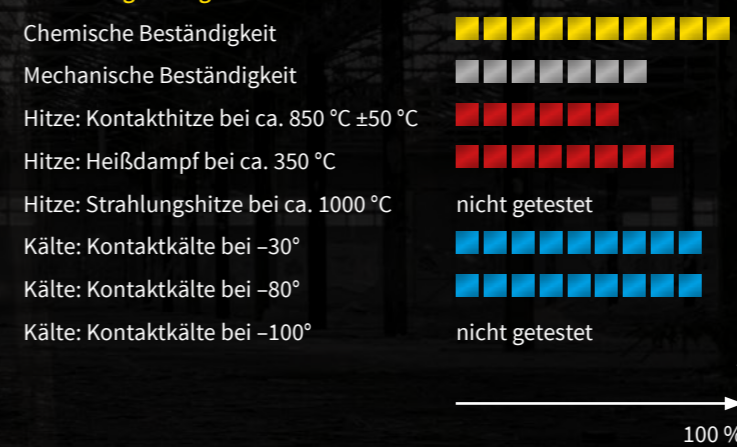 Chemische Beständigkeit
Mechanische Beständigkeit
Hitze: Kontakthitze bei ca. 850 °C ±50 °C
Hitze: Heißdampf bei ca. 350 °C
Hitze: Strahlungshitze bei ca. 1000 °C nicht getestet
Kälte: Kontaktkälte bei –30°
Kälte: Kontaktkälte bei –80°
Kälte: Kontaktkälte bei –100° nicht getestet
100 %